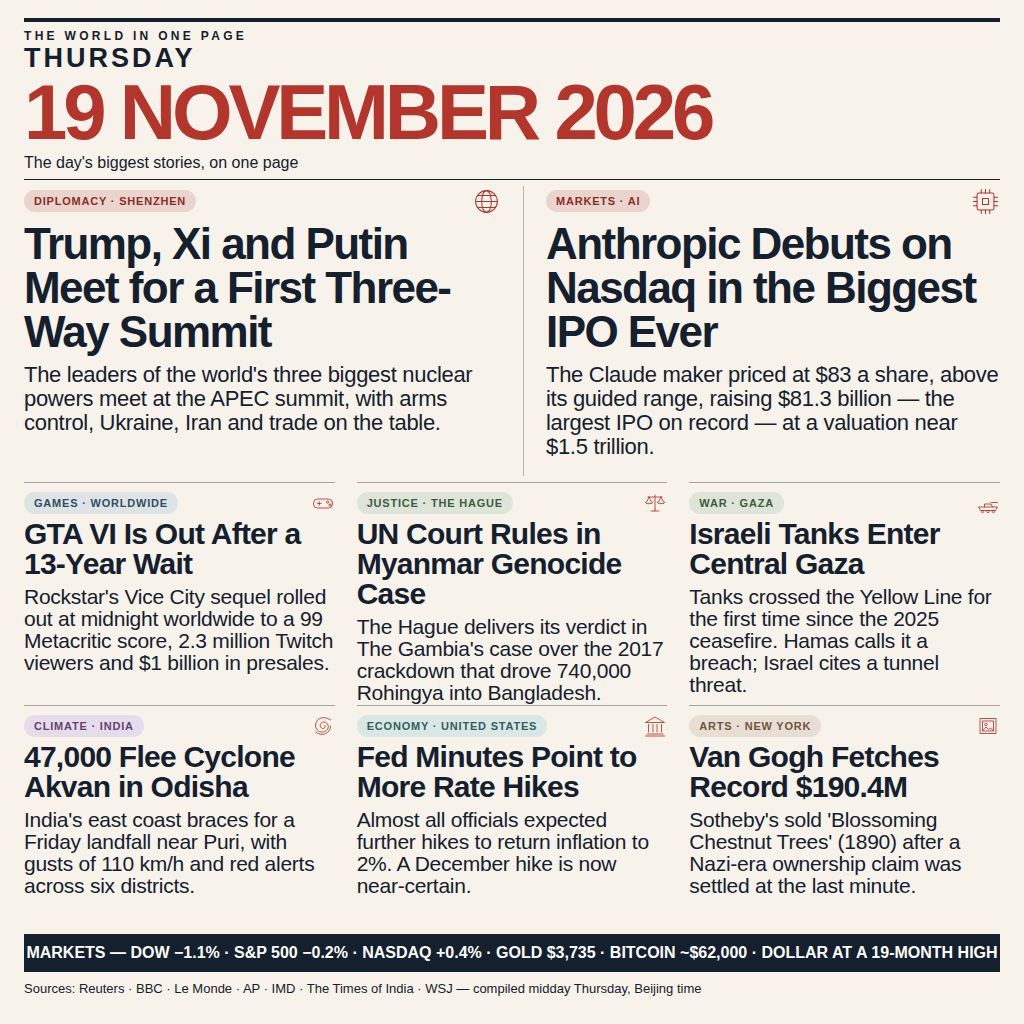 THE WORLD IN ONE PAGE
THURSDAY
19 NOVEMBER 2026
The day's biggest stories, on one page
DIPLOMACY · SHENZHEN
Trump, Xi and Putin
Meet for a First Three-
Way Summit
The leaders of the world's three biggest nuclear
powers meet at the APEC summit, with arms
control, Ukraine, Iran and trade on the table.
MARKETS · AI
Anthropic Debuts on
Nasdaq in the Biggest
IPO Ever
The Claude maker priced at $83 a share, above
its guided range, raising $81.3 billion — the
largest IPO on record — at a valuation near
$1.5 trillion.
GAMES · WORLDWIDE
GTA VI Is Out After a
13-Year Wait
Rockstar's Vice City sequel rolled
out at midnight worldwide to a 99
Metacritic score, 2.3 million Twitch
viewers and $1 billion in presales.
JUSTICE · THE HAGUE
UN Court Rules in
Myanmar Genocide
Case
The Hague delivers its verdict in
The Gambia's case over the 2017
crackdown that drove 740,000
Rohingya into Bangladesh.
WAR · GAZA
Israeli Tanks Enter
Central Gaza
Tanks crossed the Yellow Line for
the first time since the 2025
ceasefire. Hamas calls it a
breach; Israel cites a tunnel
threat.
CLIMATE · INDIA
47,000 Flee Cyclone
Akvan in Odisha
India's east coast braces for a
Friday landfall near Puri, with
gusts of 110 km/h and red alerts
across six districts.
ECONOMY · UNITED STATES
Fed Minutes Point to
More Rate Hikes
Almost all officials expected
further hikes to return inflation to
2%. A December hike is now
near-certain.
ARTS · NEW YORK
Van Gogh Fetches
Record $190.4M
Sotheby's sold 'Blossoming
Chestnut Trees' (1890) after a
Nazi-era ownership claim was
settled at the last minute.
MARKETS — DOW −1.1% · S&P 500 −0.2% · NASDAQ +0.4% · GOLD $3,735 · BITCOIN ~$62,000 · DOLLAR AT A 19-MONTH HIGH
Sources: Reuters · BBC · Le Monde · AP · IMD · The Times of India · WSJ — compiled midday Thursday, Beijing time